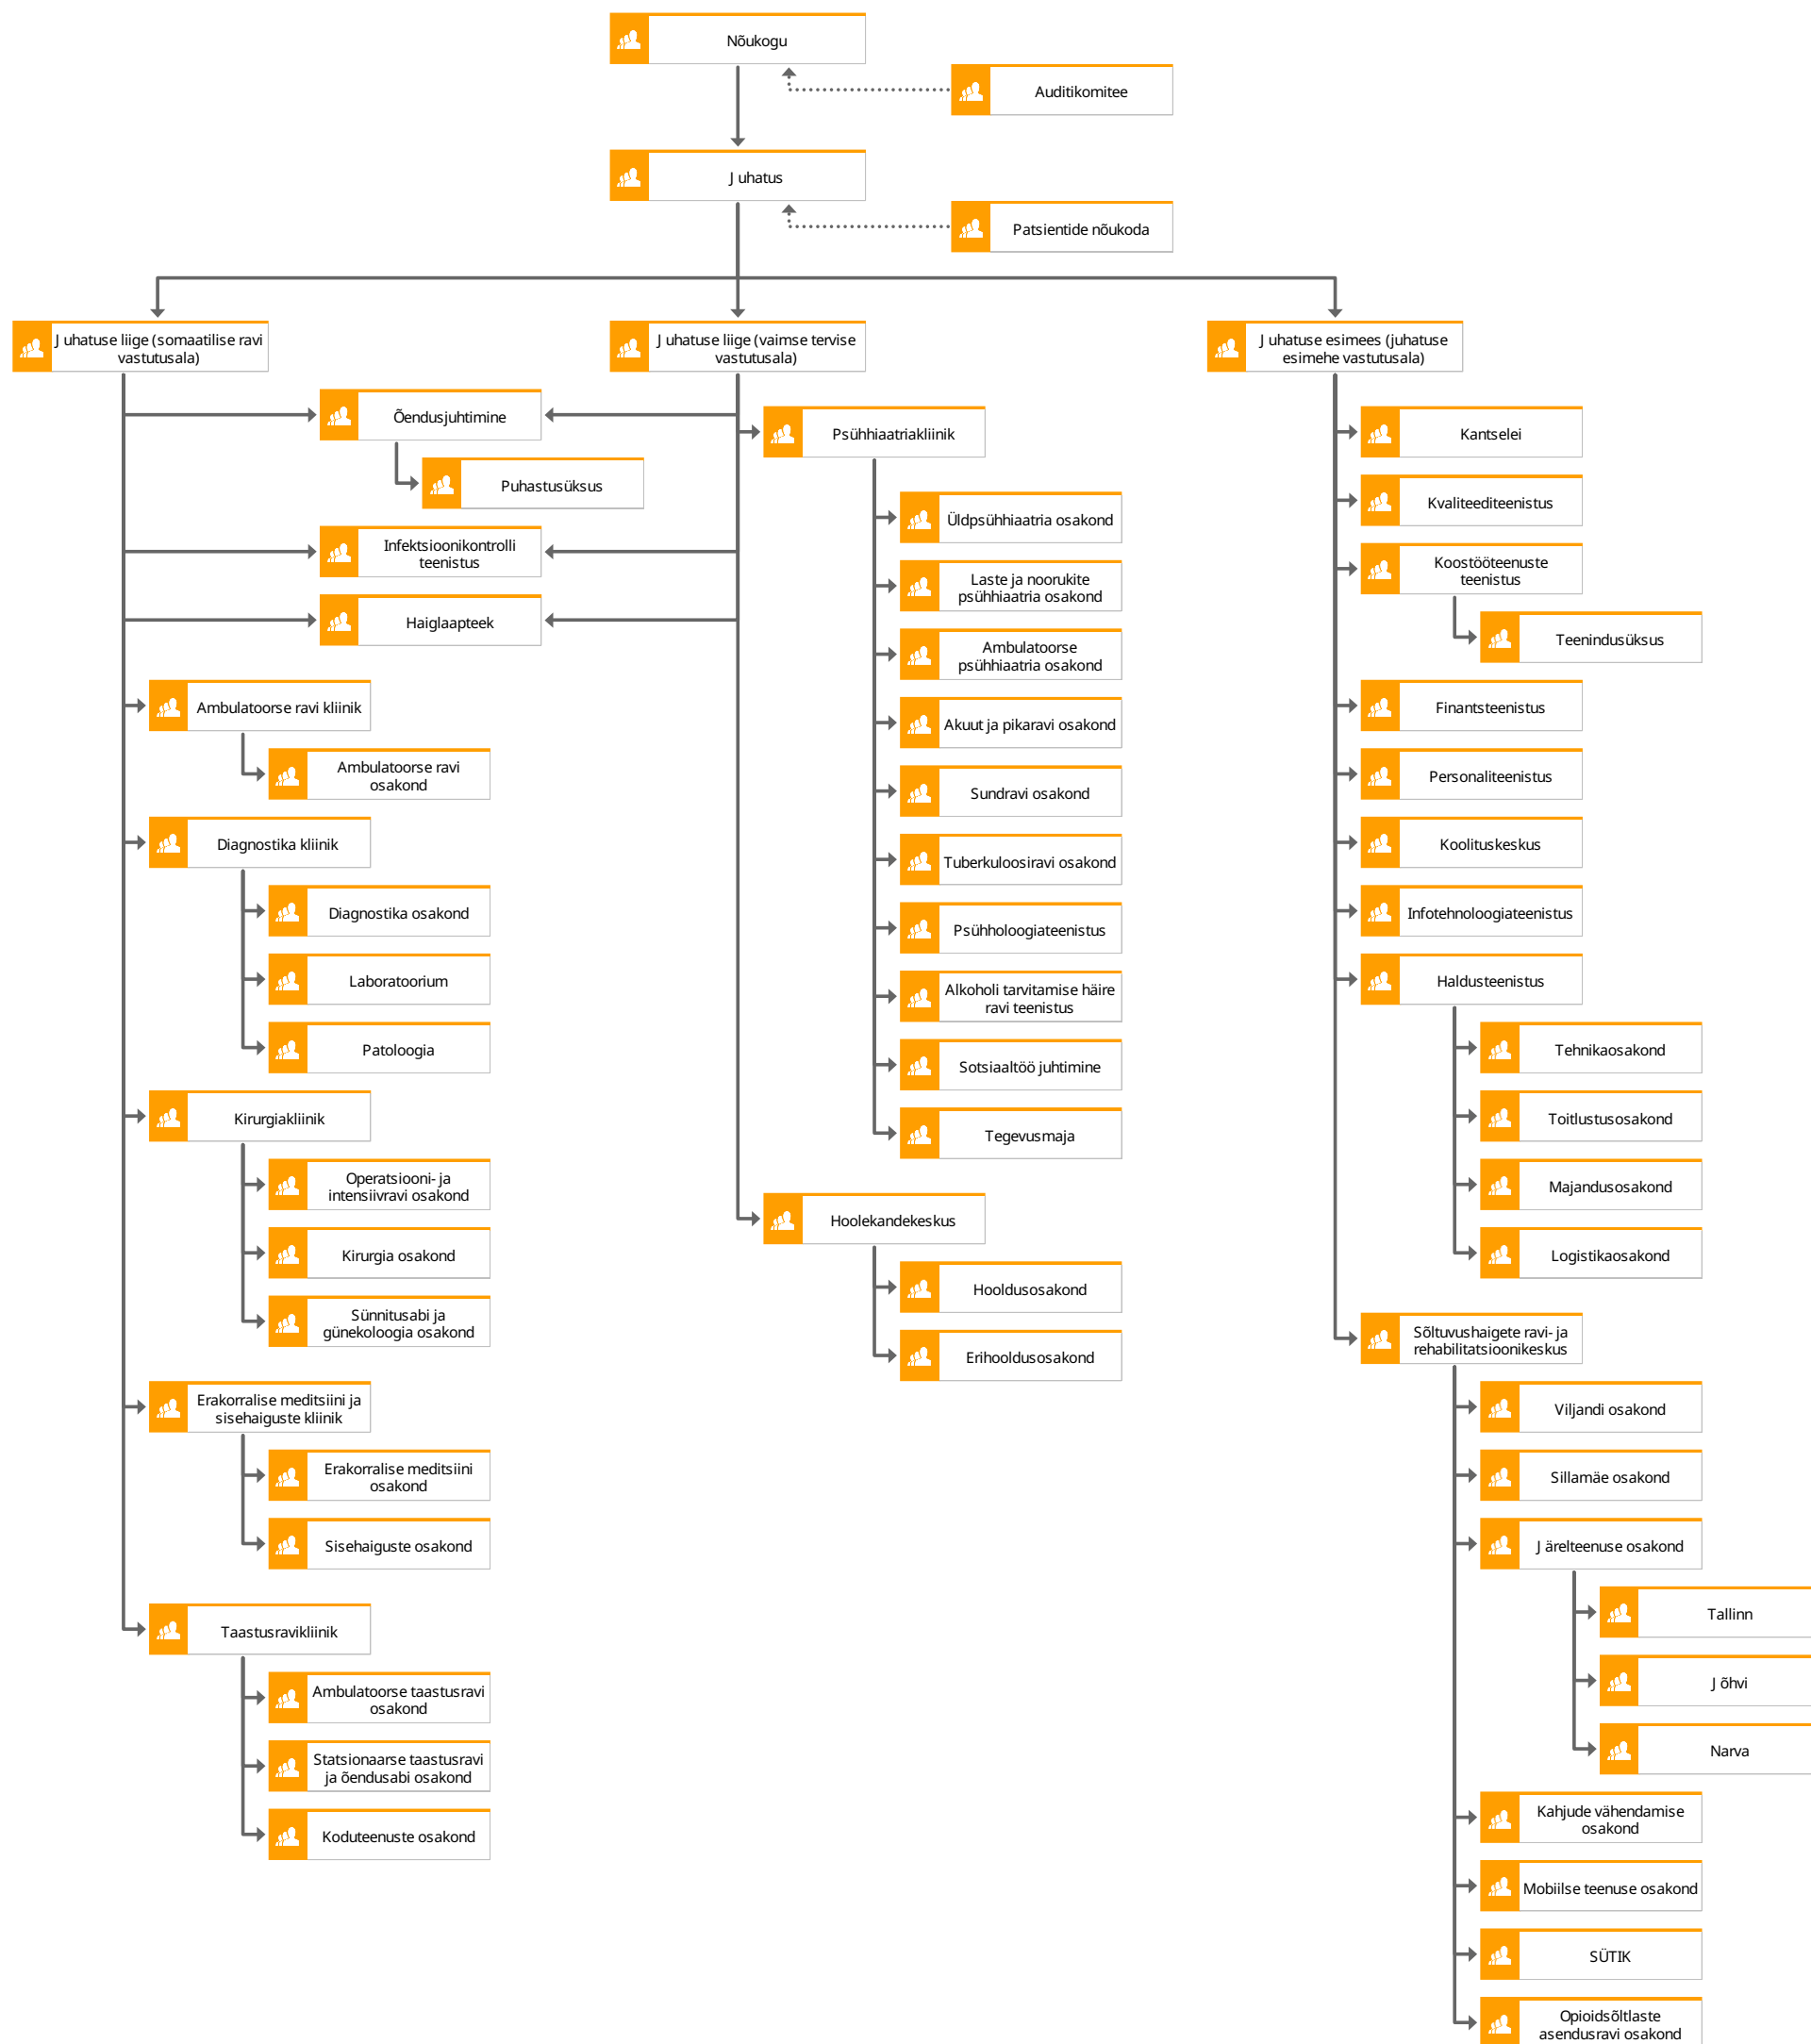 Nõukogu
Auditikomitee
Juhatus
Patsientide nõukoda
Juhatuse liige (somaatilise ravi
vastutusala)
Juhatuse liige (vaimse tervise
vastutusala)
Juhatuse esimees (juhatuse
esimehe vastutusala)
Õendusjuhtimine
Puhastusüksus
Infektsioonikontrolli
teenistus
Haiglaapteek
Ambulatoorse ravi kliinik
Ambulatoorse ravi
osakond
Diagnostika kliinik
Diagnostika osakond
Laboratoorium
Patoloogia
Kirurgiakliinik
Operatsiooni- ja
intensiivravi osakond
Kirurgia osakond
Sünnitusabi ja
günekoloogia osakond
Erakorralise meditsiini ja
sisehaiguste kliinik
Erakorralise meditsiini
osakond
Sisehaiguste osakond
Taastusravikliinik
Ambulatoorse taastusravi
osakond
Statsionaarse taastusravi
ja õendusabi osakond
Koduteenuste osakond
Psühhiaatriakliinik
Üldpsühhiaatria osakond
Laste ja noorukite
psühhiaatria osakond
Ambulatoorse
psühhiaatria osakond
Akuut ja pikaravi osakond
Sundravi osakond
Tuberkuloosiravi osakond
Psühholoogiateenistus
Alkoholi tarvitamise häire
ravi teenistus
Sotsiaaltöö juhtimine
Tegevusmaja
Hoolekandekeskus
Hooldusosakond
Erihooldusosakond
Kantselei
Kvaliteediteenistus
Koostööteenuste
teenistus
Teenindusüksus
Finantsteenistus
Personaliteenistus
Koolituskeskus
Infotehnoloogiateenistus
Haldusteenistus
Tehnikaosakond
Toitlustusosakond
Majandusosakond
Logistikaosakond
Sõltuvushaigete ravi- ja
rehabilitatsioonikeskus
Viljandi osakond
Sillamäe osakond
Järelteenuse osakond
Tallinn
Jõhvi
Narva
Kahjude vähendamise
osakond
Mobiilse teenuse osakond
SÜTIK
Opioidsõltlaste
asendusravi osakond